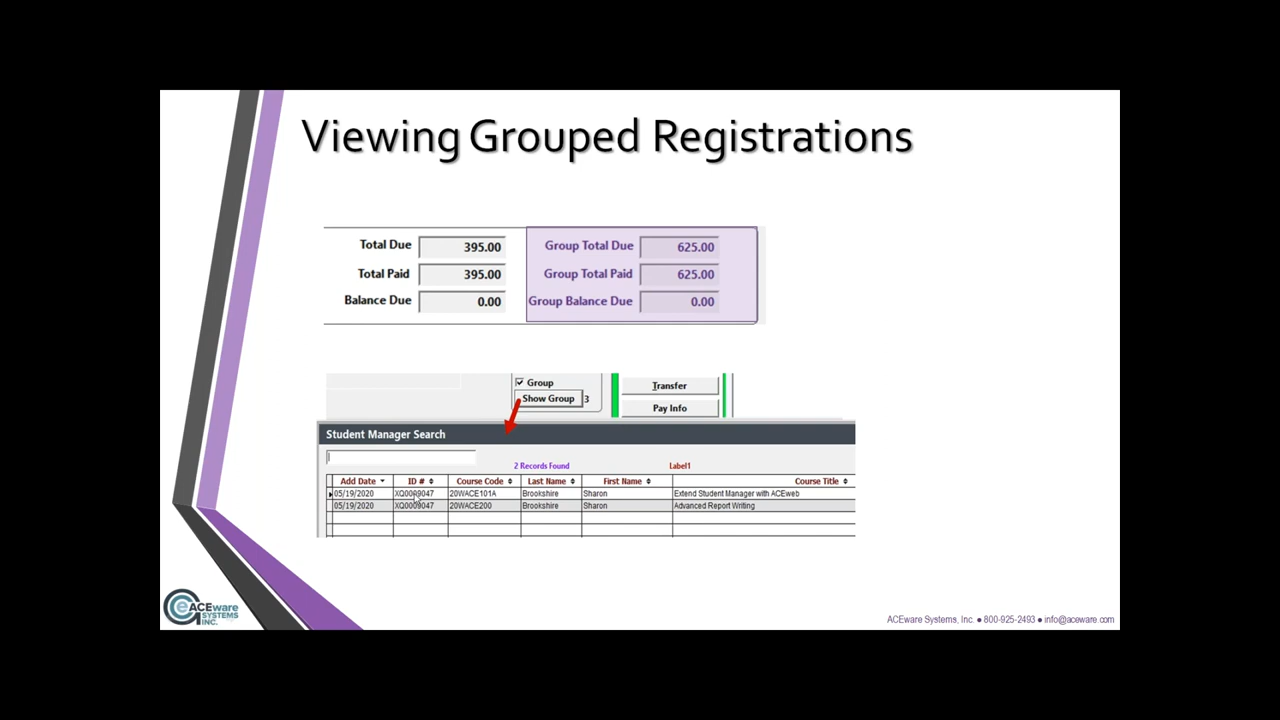 Viewing Grouped Registrations
Total Due 395.00 Group Total Due 625.00
Total Paid 395.00 Group Total Paid 625.00
Balance Due 0.00 Group Balance Due 0.00
Group Transfer
Show Group 3 Pay Info
Student Manager Search
2 Records Found Label1
Add Date ID # Course Code Last Name First Name Course Title
05/19/2020 20WACE101A Brookshire Sharon Extend Student Manager with ACEweb
05/19/2020 20WACE200 Brookshire Sharon Advanced Report Writing
ACEware
SYSTEMS
INC.
ACEware Systems, Inc. ● 800-925-2493 ● info@aceware.com